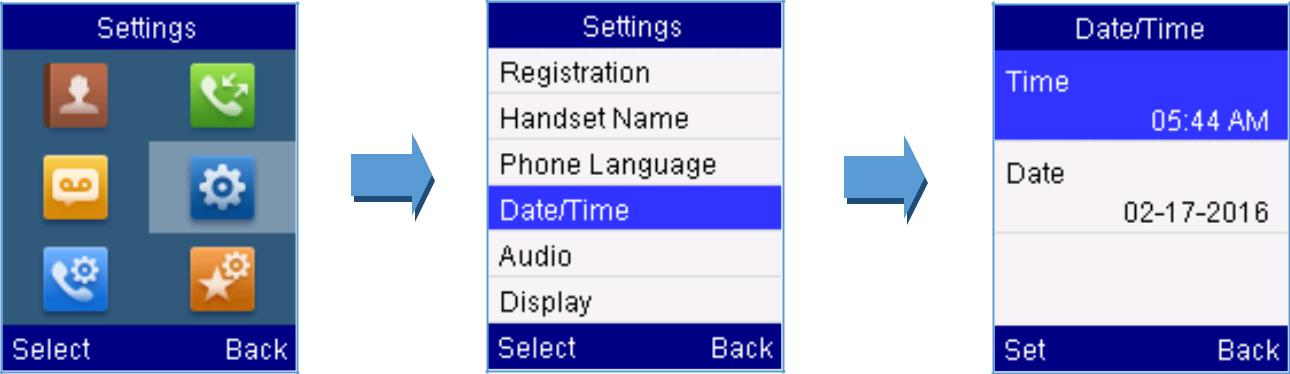 Settings
Select Back
Settings
Registration
Handset Name
Phone Language
Date/Time
Audio
Display
Select Back
Date/Time
Time
05:44 AM
Date
02-17-2016
Set Back